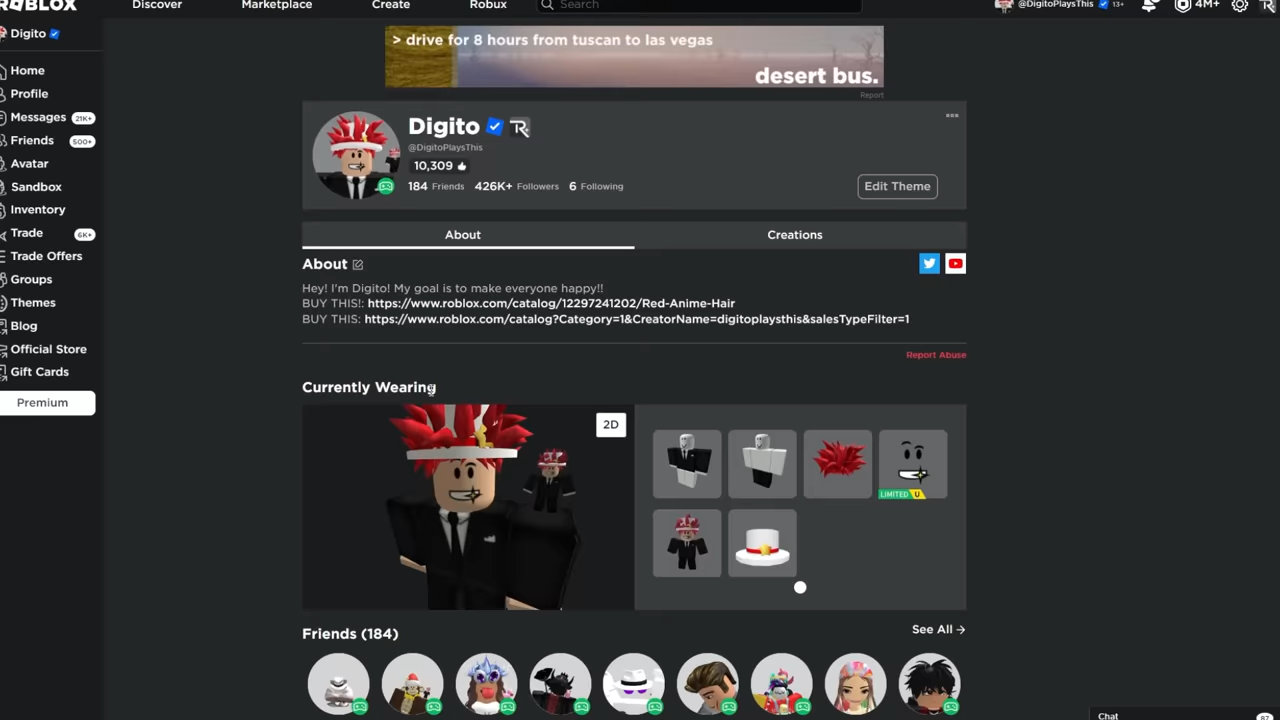 ROBLOX
Discover
Marketplace
Create
Robux
Search
@DigitoPlaysThis
13+
4M+
Digito
Home
Profile
Messages
21K+
Friends
500+
Avatar
Sandbox
Inventory
Trade
6K+
Trade Offers
Groups
Themes
Blog
Official Store
Gift Cards
Premium
> drive for 8 hours from tuscan to las vegas
desert bus.
Report
Digito
@DigitoPlaysThis
10,309
184 Friends 426K+ Followers 6 Following
Edit Theme
About
Creations
About
Hey! I'm Digito! My goal is to make everyone happy!!
BUY THIS!: https://www.roblox.com/catalog/12297241202/Red-Anime-Hair
BUY THIS: https://www.roblox.com/catalog?Category=1&CreatorName=digitoplaysthis&salesTypeFilter=1
Report Abuse
Currently Wearing
2D
LIMITED U
Friends (184)
See All →
Chat